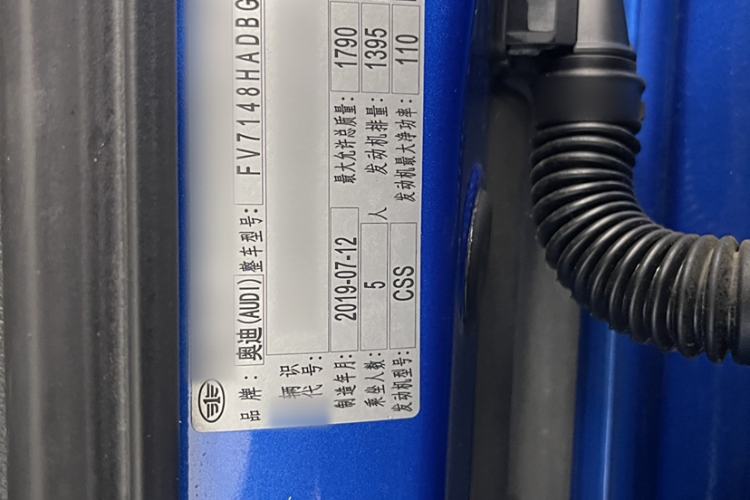 品牌：奥迪(AUDI) 整车型号：FV7148HADBG
辆识
代号：
制造年月：2019-07-12 最大允许总质量：1790
乘坐人数：5 人 发动机排量：1395
发动机型号：CSS 发动机最大净功率：110